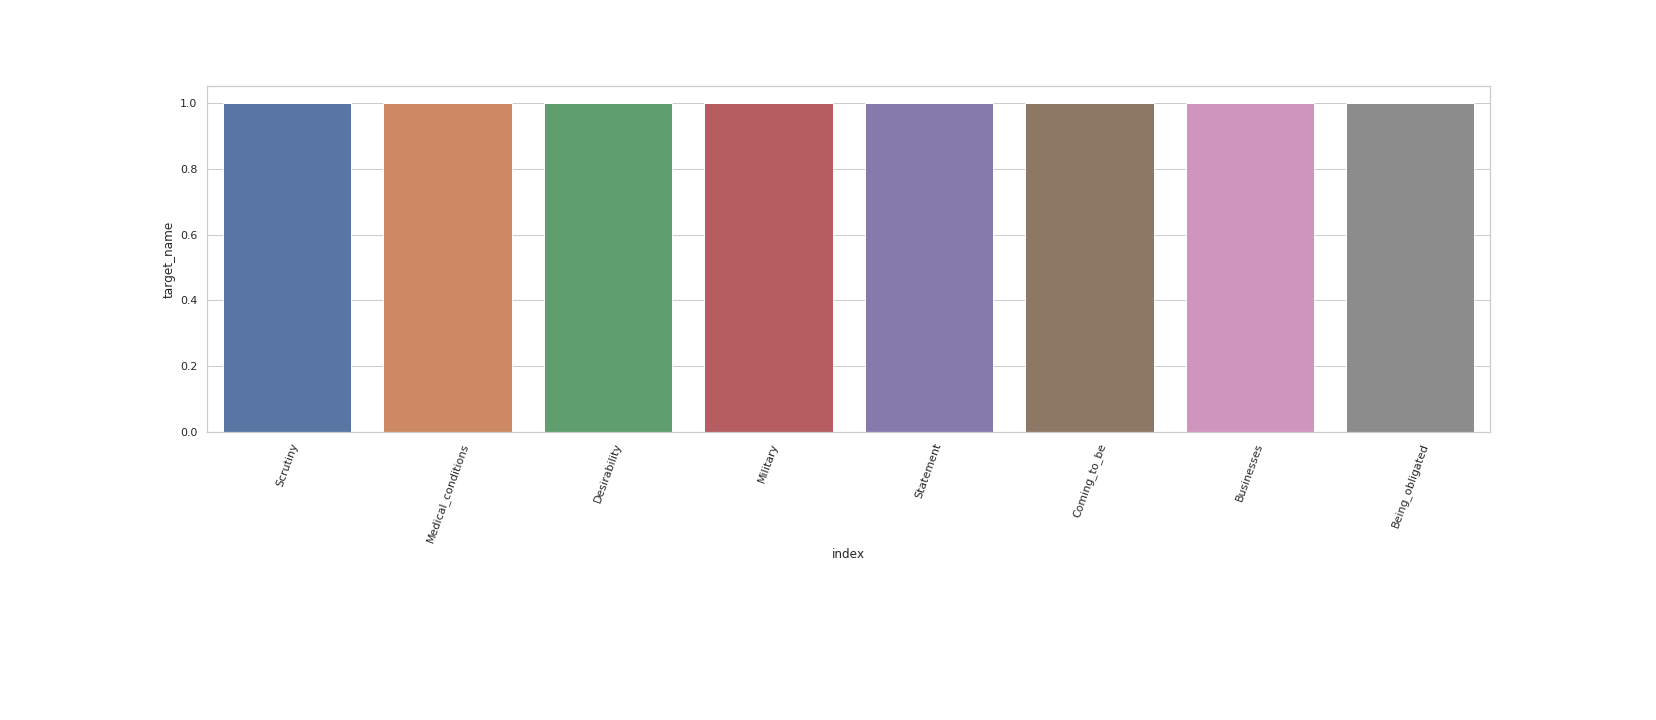 1.0
0.8
0.6
0.4
0.2
0.0
target_name
Scrutiny
Medical_conditions
Desirability
Military
Statement
Coming_to_be
Businesses
Being_obligated
index